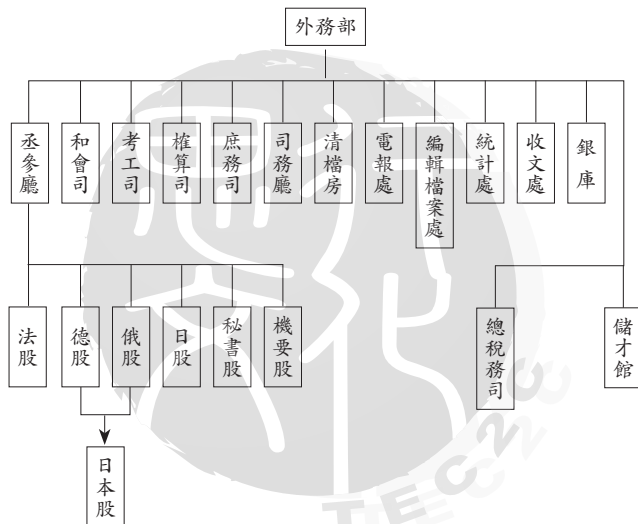 外務部
丞參廳
和會司
考工司
榷算司
庶務司
司務廳
清檔房
電報處
編輯檔案處
統計處
收文處
銀庫
法股
德股
俄股
日股
秘書股
機要股
總稅務司
儲才館
日本股
TEC2C